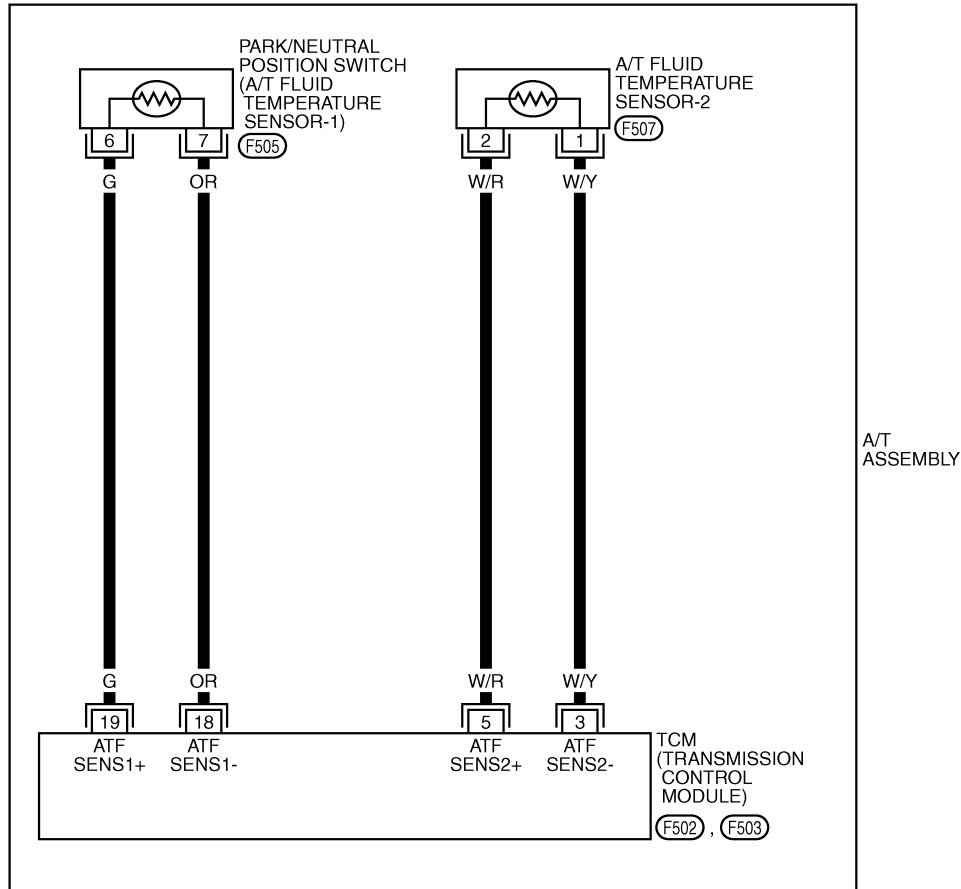 PARK/NEUTRAL
POSITION SWITCH
(A/T FLUID
TEMPERATURE
SENSOR-1)
F505
6
7
G
OR
A/T FLUID
TEMPERATURE
SENSOR-2
F507
2
1
W/R
W/Y
A/T
ASSEMBLY
G
OR
W/R
W/Y
19
18
5
3
ATF
SENS1+
ATF
SENS1-
ATF
SENS2+
ATF
SENS2-
TCM
(TRANSMISSION
CONTROL
MODULE)
F502 , F503